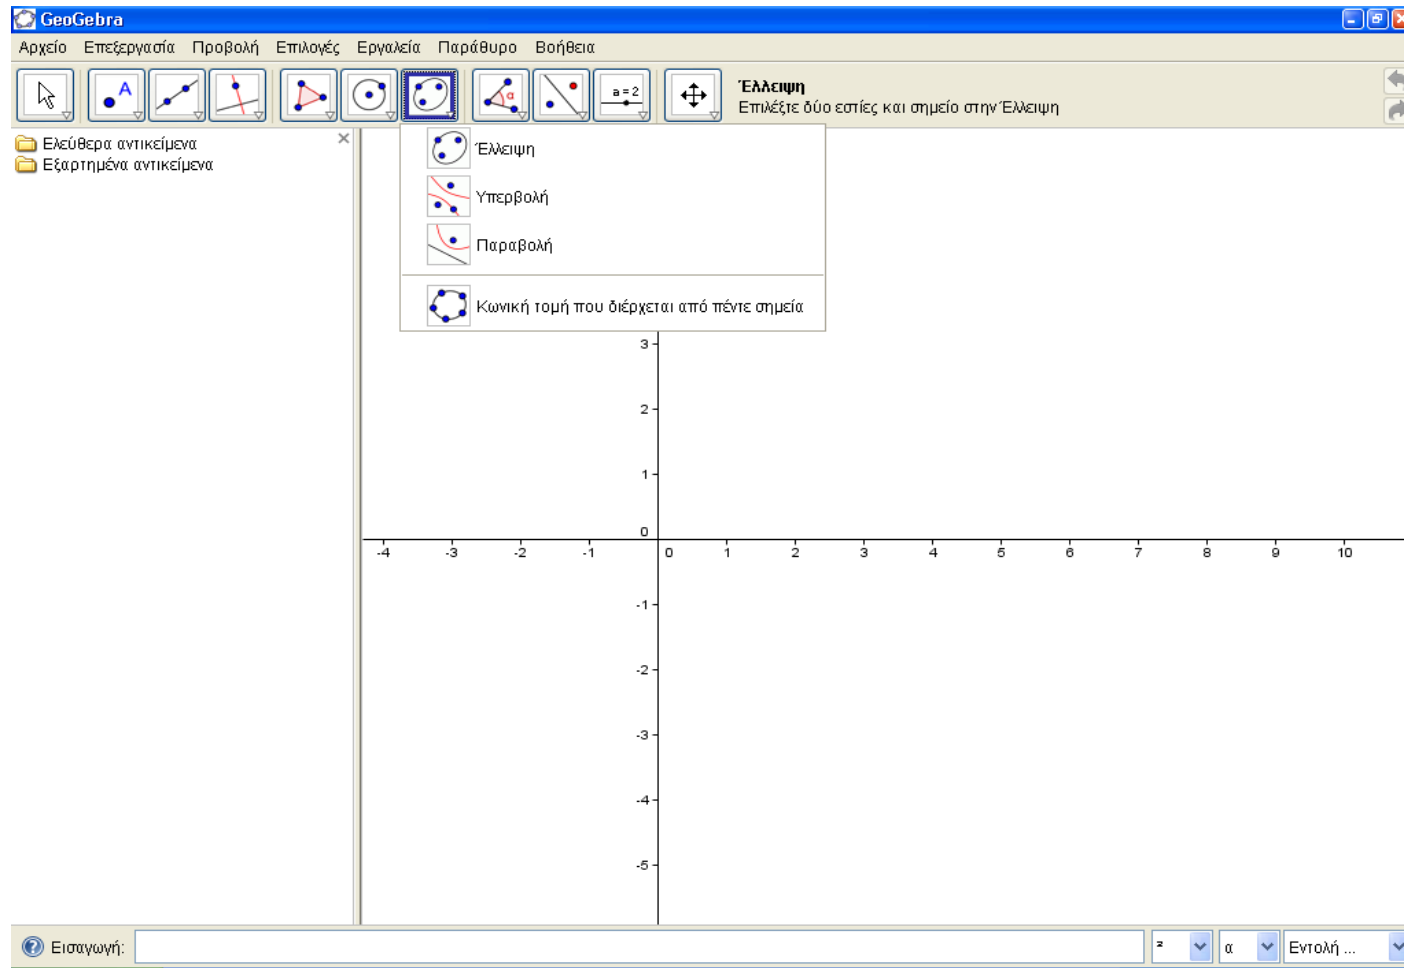 GeoGebra
Αρχείο Επεξεργασία Προβολή Επιλογές Εργαλεία Παράθυρο Βοήθεια
A
α
a = 2
Έλλειψη
Επιλέξτε δύο εστίες και σημείο στην Έλλειψη
Ελεύθερα αντικείμενα
Εξαρτημένα αντικείμενα
Έλλειψη
Υπερβολή
Παραβολή
Κωνική τομή που διέρχεται από πέντε σημεία
3
2
1
0
-4 -3 -2 -1 0 1 2 3 4 5 6 7 8 9 10
-1
-2
-3
-4
-5
Εισαγωγή: ² α Εντολή ...